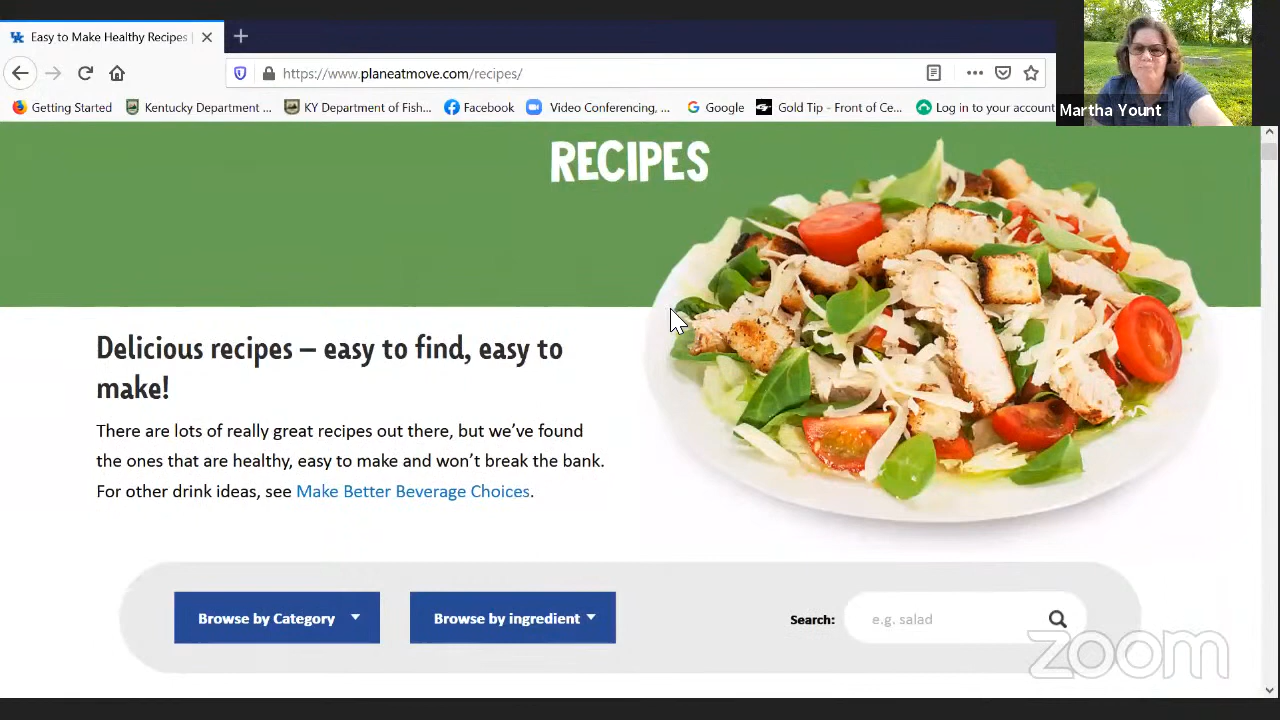 Easy to Make Healthy Recipes |
https://www.planeatmove.com/recipes/
Getting Started
Kentucky Department ...
KY Department of Fish...
Facebook
Video Conferencing, ...
Google
Gold Tip - Front of Ce...
Log in to your account
Martha Yount
RECIPES
Delicious recipes – easy to find, easy to
make!
There are lots of really great recipes out there, but we've found
the ones that are healthy, easy to make and won't break the bank.
For other drink ideas, see Make Better Beverage Choices.
Browse by Category
Browse by ingredient
Search:
e.g. salad
zoom